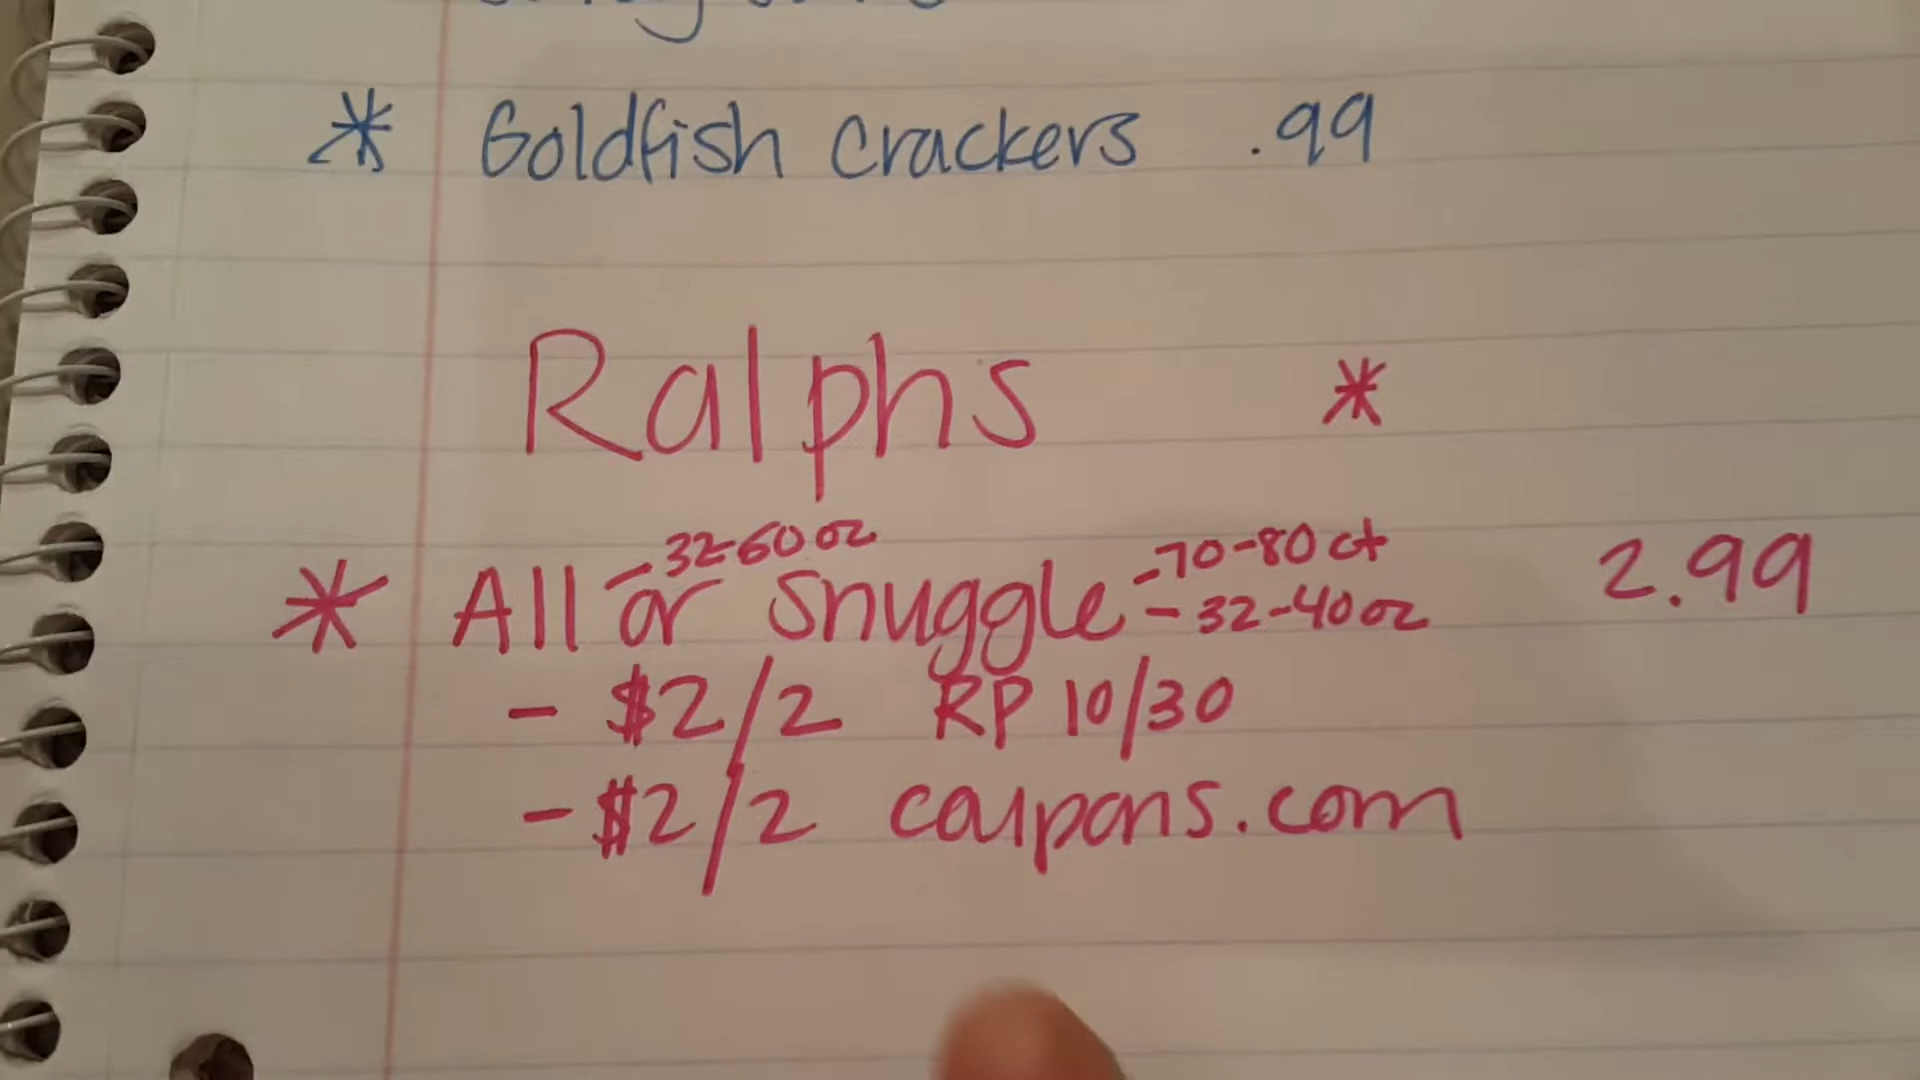 * Goldfish crackers .99
Ralphs *
- 32-60 oz - 70-80 ct
* All or Snuggle - 32-40 oz 2.99
- $2/2 RP 10/30
- $2/2 coupons.com